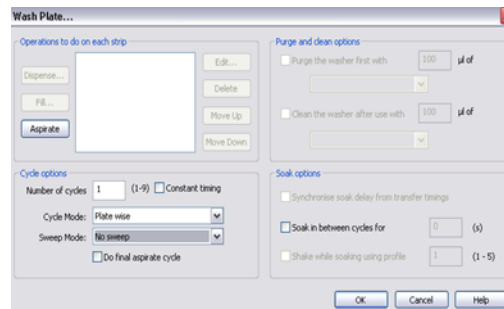 Wash Plate...
Operations to do on each strip
Dispense...
Fill...
Aspirate
Edit...
Delete
Move Up
Move Down
Purge and clean options
Purge the washer first with 100 µl of
Clean the washer after use with 100 µl of
Cycle options
Number of cycles 1 (1-9) Constant timing
Cycle Mode: Plate wise
Sweep Mode: No sweep
Do final aspirate cycle
Soak options
Synchronise soak delay from transfer timings
Soak in between cycles for 0 (s)
Shake while soaking using profile 1 (1 - 5)
OK Cancel Help